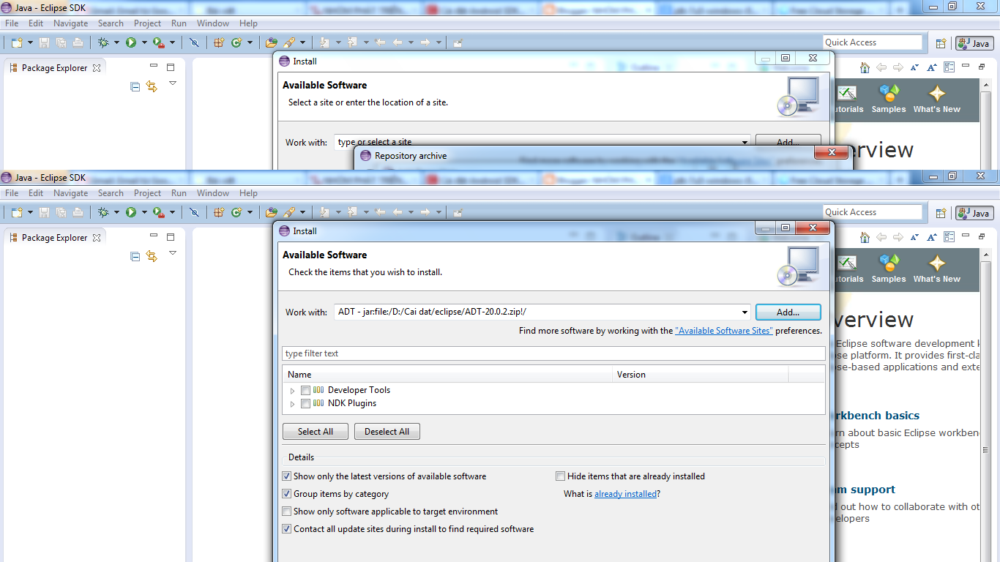 Java - Eclipse SDK
File Edit Navigate Search Project Run Window Help
Quick Access
Java
Package Explorer
Install
Available Software
Select a site or enter the location of a site.
utorials Samples What's New
Work with: type or select a site Add...
erview
Repository archive
Java - Eclipse SDK
File Edit Navigate Search Project Run Window Help
Quick Access
Java
Package Explorer
Install
Available Software
Check the items that you wish to install.
utorials Samples What's New
Work with: ADT - jar:file:/D:/Cai dat/eclipse/ADT-20.0.2.zip!/ Add...
verview
Find more software by working with the "Available Software Sites" preferences.
Eclipse software development k
se platform. It provides first-cla
ose-based applications and exte
type filter text
Name Version
Developer Tools
NDK Plugins
rkbench basics
Select All Deselect All
rn about basic Eclipse workbenc
cepts
Details
Show only the latest versions of available software
Hide items that are already installed
Group items by category
What is already installed?
am support
Show only software applicable to target environment
d out how to collaborate with ot
elopers
Contact all update sites during install to find required software